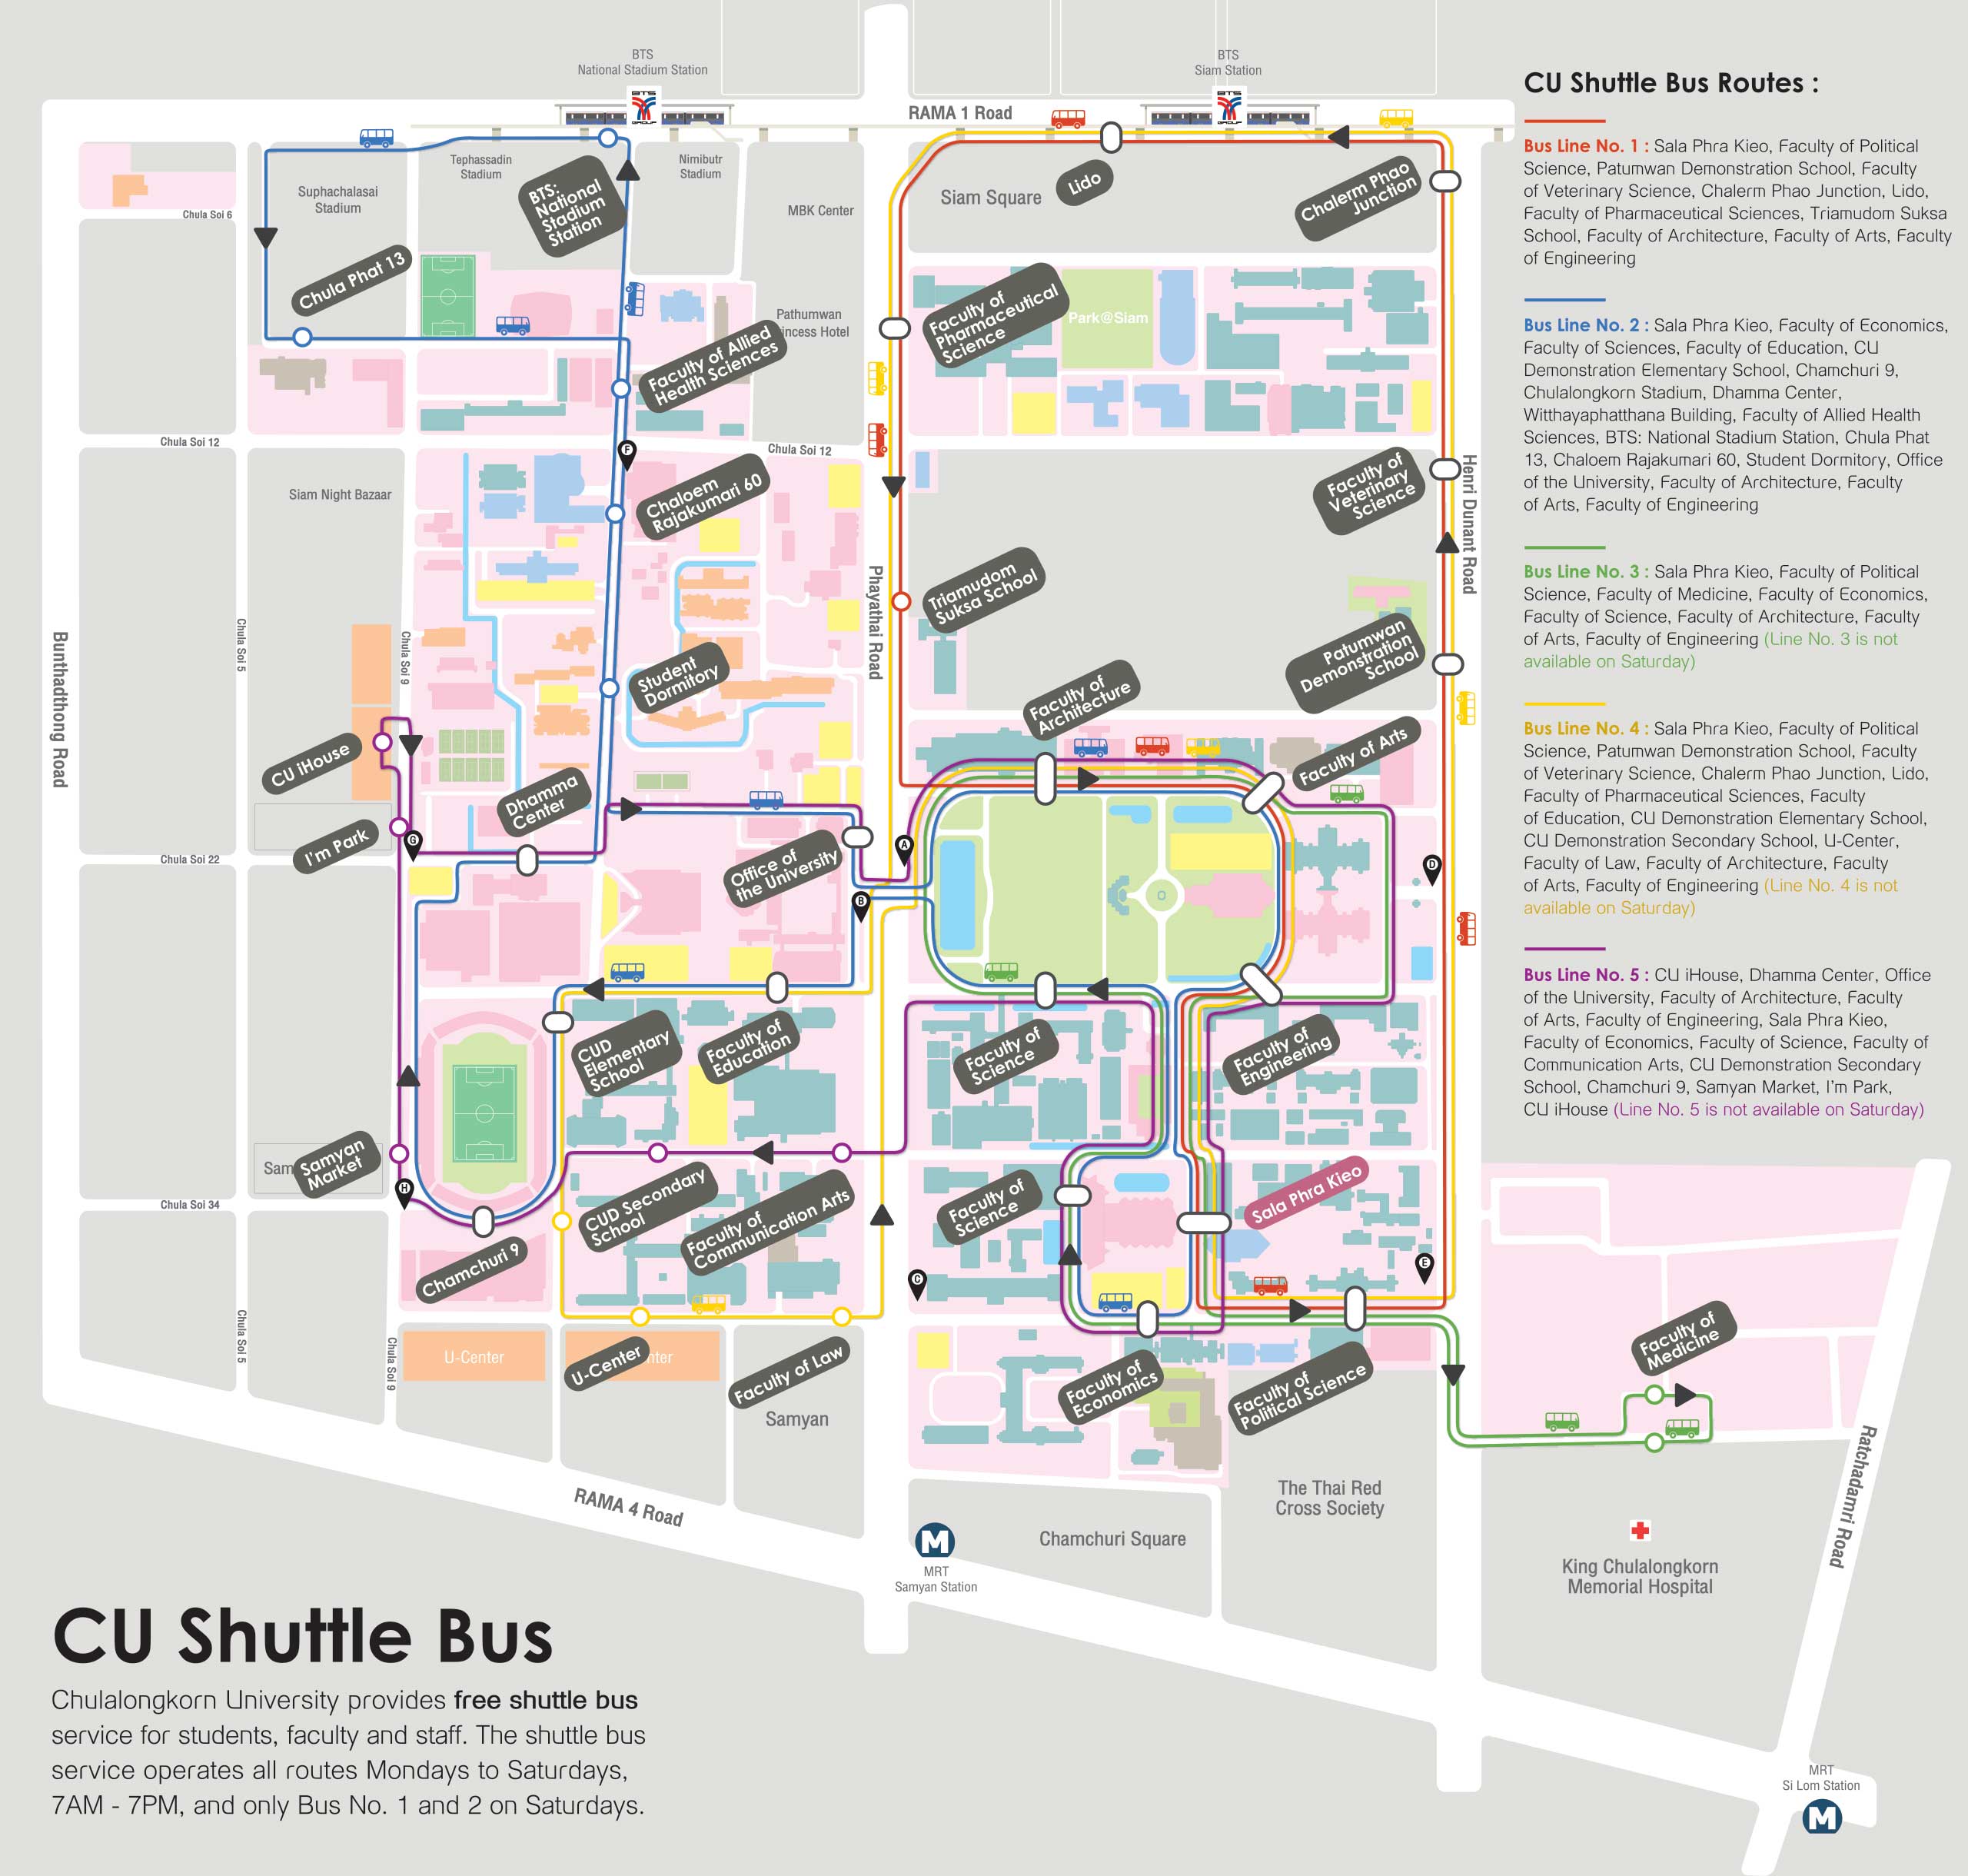 BTS
National Stadium Station
BTS
Siam Station
BTS
GROUP
BTS
GROUP
RAMA 1 Road
Tephassadin
Stadium
Nimibutr
Stadium
Suphachalasai
Stadium
BTS:
National
Stadium
Station
MBK Center
Siam Square
Lido
Chalerm Phao
Junction
Chula Soi 6
Chula Phat 13
Pathumwan
incess Hotel
Faculty of Allied
Health Sciences
Faculty of
Pharmaceutical
Science
Park@Siam
Chula Soi 12
Chula Soi 12
F
Siam Night Bazaar
Chaloem
Rajakumari 60
Faculty of
Veterinary
Science
Henri Dunant Road
Phayathai Road
Triamudom
Suksa School
Bunthadthong Road
Chula Soi 5
Chula Soi 9
Student
Dormitory
Patumwan
Demonstration
School
Faculty of
Architecture
Faculty of Arts
CU iHouse
Dhamma
Center
I'm Park
G
Office of
the University
A
B
D
Chula Soi 22
CUD
Elementary
School
Faculty of
Education
Faculty of
Science
Faculty of
Engineering
Sam
Samyan
Market
H
Chula Soi 34
CUD Secondary
School
Faculty of
Communication Arts
Faculty of
Science
Sala Phra Kieo
Chamchuri 9
C
E
Chula Soi 5
Chula Soi 9
U-Center
U-Center
nter
Faculty of Law
Samyan
Faculty of
Economics
Faculty of
Political Science
Faculty of
Medicine
RAMA 4 Road
The Thai Red
Cross Society
Chamchuri Square
M
MRT
Samyan Station
King Chulalongkorn
Memorial Hospital
Ratchadamri Road
MRT
Si Lom Station
M
CU Shuttle Bus Routes :
Bus Line No. 1 : Sala Phra Kieo, Faculty of Political
Science, Patumwan Demonstration School, Faculty
of Veterinary Science, Chalerm Phao Junction, Lido,
Faculty of Pharmaceutical Sciences, Triamudom Suksa
School, Faculty of Architecture, Faculty of Arts, Faculty
of Engineering
Bus Line No. 2 : Sala Phra Kieo, Faculty of Economics,
Faculty of Sciences, Faculty of Education, CU
Demonstration Elementary School, Chamchuri 9,
Chulalongkorn Stadium, Dhamma Center,
Witthayaphatthana Building, Faculty of Allied Health
Sciences, BTS: National Stadium Station, Chula Phat
13, Chaloem Rajakumari 60, Student Dormitory, Office
of the University, Faculty of Architecture, Faculty
of Arts, Faculty of Engineering
Bus Line No. 3 : Sala Phra Kieo, Faculty of Political
Science, Faculty of Medicine, Faculty of Economics,
Faculty of Science, Faculty of Architecture, Faculty
of Arts, Faculty of Engineering (Line No. 3 is not
available on Saturday)
Bus Line No. 4 : Sala Phra Kieo, Faculty of Political
Science, Patumwan Demonstration School, Faculty
of Veterinary Science, Chalerm Phao Junction, Lido,
Faculty of Pharmaceutical Sciences, Faculty
of Education, CU Demonstration Elementary School,
CU Demonstration Secondary School, U-Center,
Faculty of Law, Faculty of Architecture, Faculty
of Arts, Faculty of Engineering (Line No. 4 is not
available on Saturday)
Bus Line No. 5 : CU iHouse, Dhamma Center, Office
of the University, Faculty of Architecture, Faculty
of Arts, Faculty of Engineering, Sala Phra Kieo,
Faculty of Economics, Faculty of Science, Faculty of
Communication Arts, CU Demonstration Secondary
School, Chamchuri 9, Samyan Market, I'm Park,
CU iHouse (Line No. 5 is not available on Saturday)
CU Shuttle Bus
Chulalongkorn University provides free shuttle bus
service for students, faculty and staff. The shuttle bus
service operates all routes Mondays to Saturdays,
7AM - 7PM, and only Bus No. 1 and 2 on Saturdays.